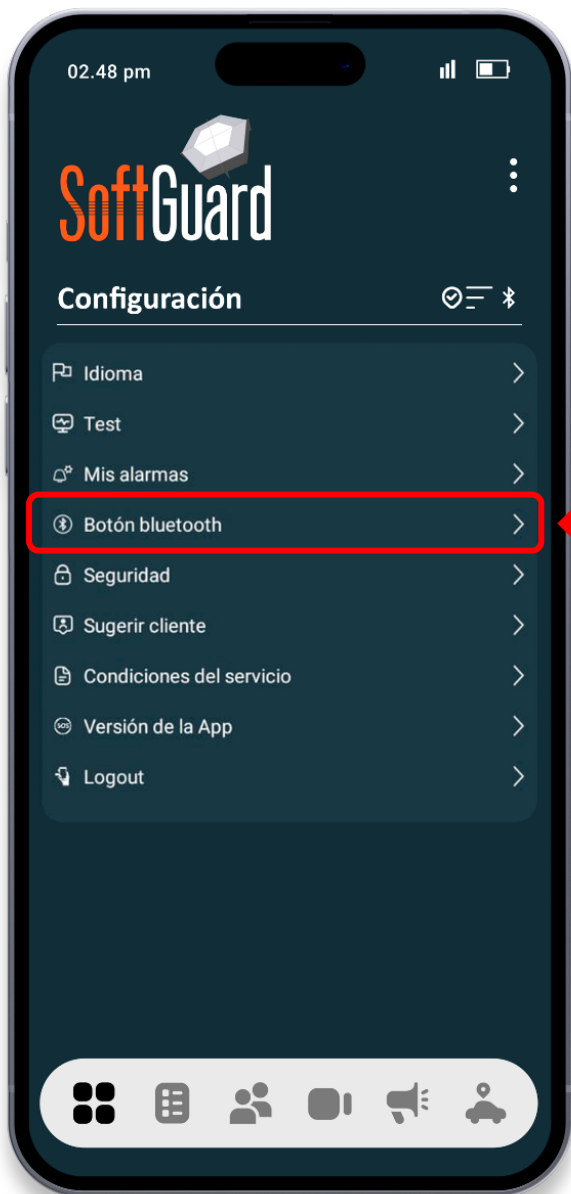 02.48 pm
SoftGuard
Configuración
Idioma
Test
Mis alarmas
Botón bluetooth
Seguridad
Sugerir cliente
Condiciones del servicio
SOS Versión de la App
Logout